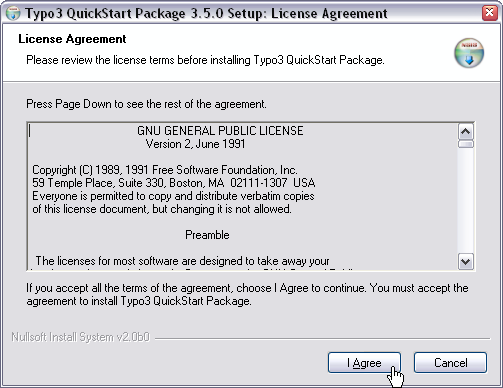 Typo3 QuickStart Package 3.5.0 Setup: License Agreement
License Agreement
Please review the license terms before installing Typo3 QuickStart Package.
Press Page Down to see the rest of the agreement.
GNU GENERAL PUBLIC LICENSE
Version 2, June 1991
Copyright (C) 1989, 1991 Free Software Foundation, Inc.
59 Temple Place, Suite 330, Boston, MA  02111-1307  USA
Everyone is permitted to copy and distribute verbatim copies
of this license document, but changing it is not allowed.
Preamble
The licenses for most software are designed to take away your
If you accept all the terms of the agreement, choose I Agree to continue. You must accept the
agreement to install Typo3 QuickStart Package.
Nullsoft Install System v2.0b0
I Agree
Cancel